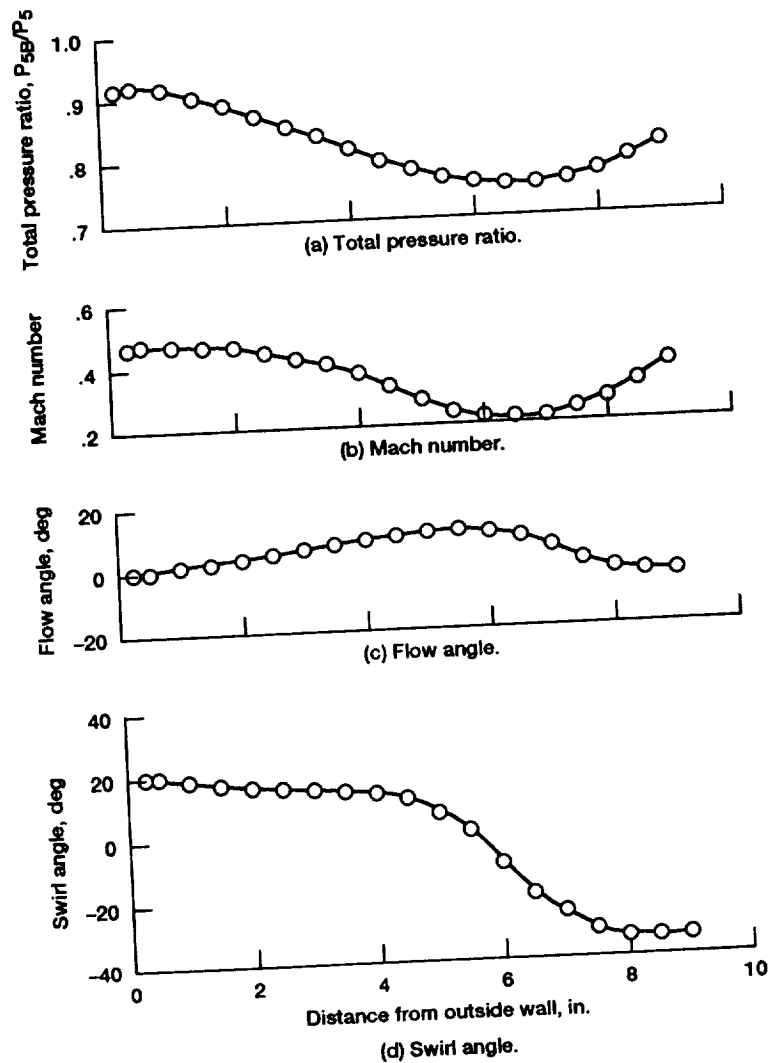 Total pressure ratio, P5B/P5
1.0
.9
.8
.7
(a) Total pressure ratio.
Mach number
.6
.4
.2
(b) Mach number.
Flow angle, deg
20
0
−20
(c) Flow angle.
Swirl angle, deg
40
20
0
−20
−40
0 2 4 6 8 10
Distance from outside wall, in.
(d) Swirl angle.